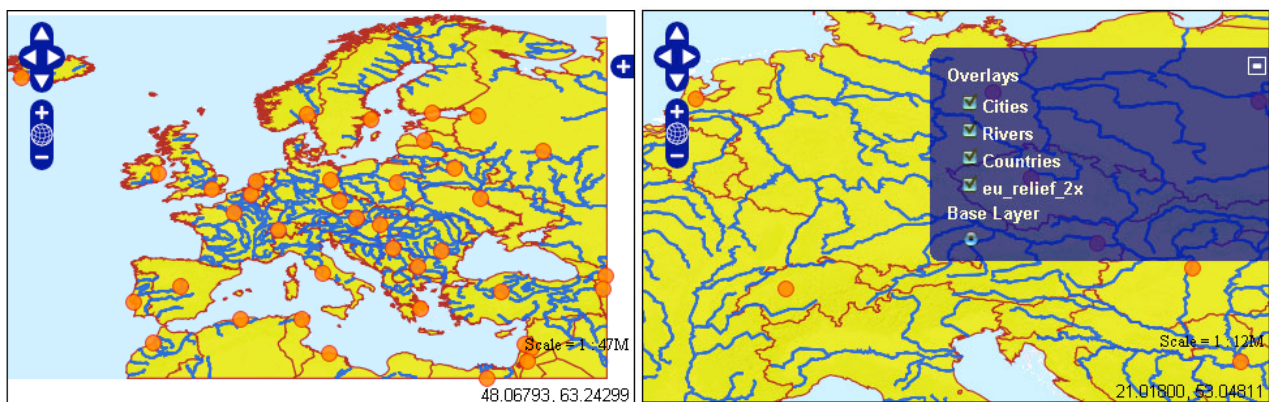 Scale = 1 : 47M
48.06793, 63.24299
Overlays
Cities
Rivers
Countries
eu_relief_2x
Base Layer
Scale = 1 : 12M
21.01800, 53.04811